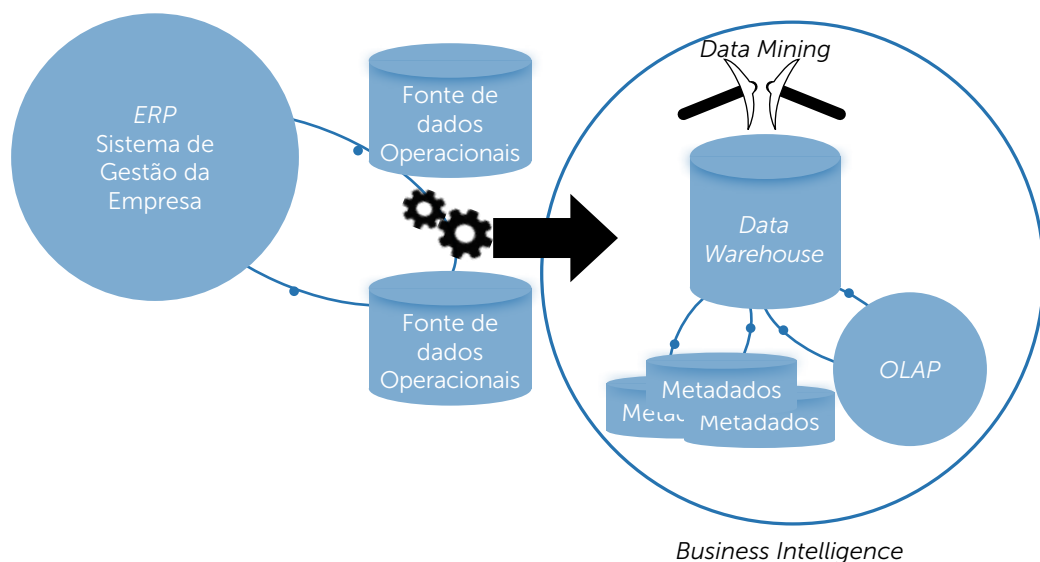 ERP
Sistema de
Gestão da
Empresa
Fonte de
dados
Operacionais
Fonte de
dados
Operacionais
Data Mining
Data
Warehouse
Metadados
Metad
Metadados
OLAP
Business Intelligence